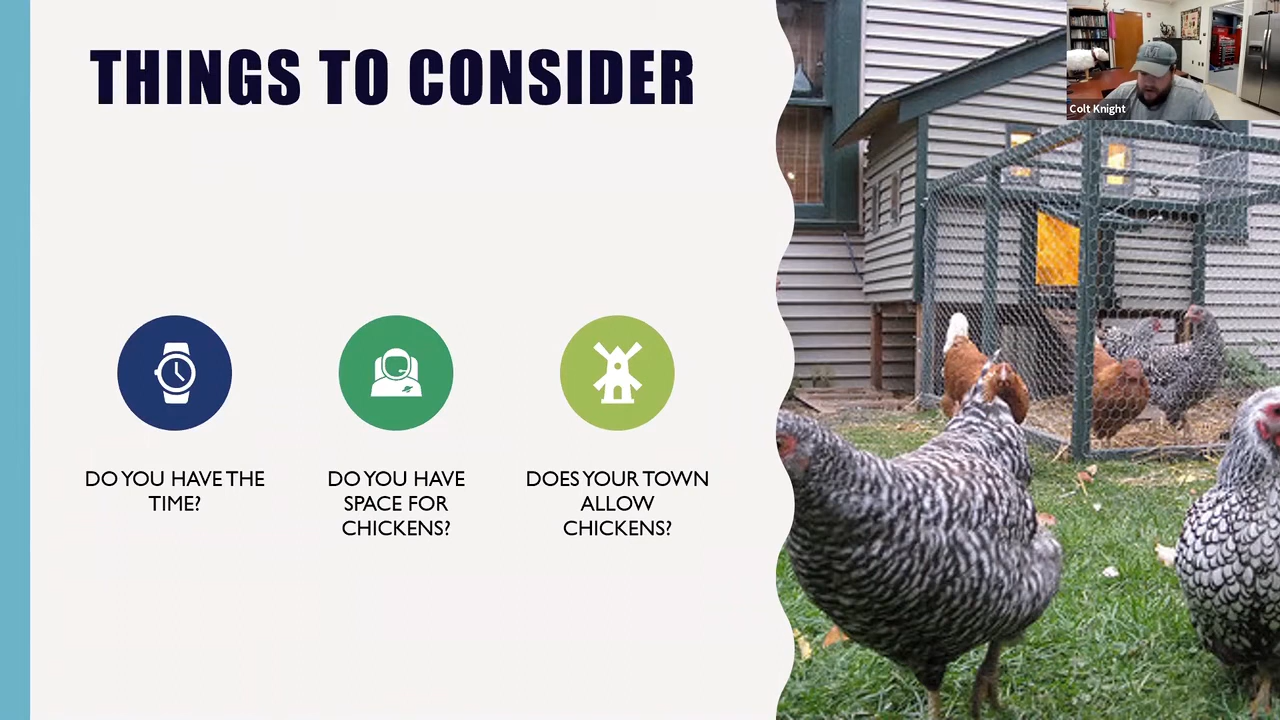 THINGS TO CONSIDER
Colt Knight
DO YOU HAVE THE
TIME?
DO YOU HAVE
SPACE FOR
CHICKENS?
DOES YOUR TOWN
ALLOW
CHICKENS?